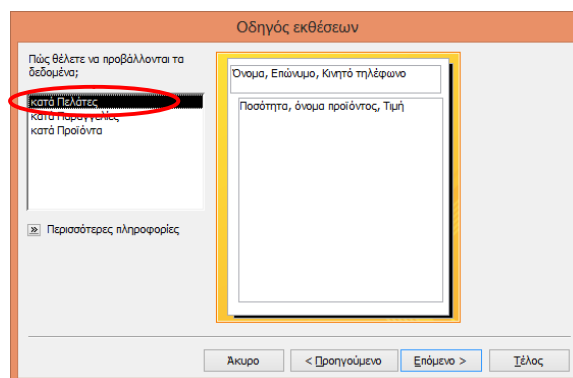 Οδηγός εκθέσεων
Πώς θέλετε να προβάλλονται τα
δεδομένα;
κατά Πελάτες
κατά Παραγγελίες
κατά Προϊόντα
Όνομα, Επώνυμο, Κινητό τηλέφωνο
Ποσότητα, όνομα προϊόντος, Τιμή
» Περισσότερες πληροφορίες
Άκυρο
< Προηγούμενο
Επόμενο >
Τέλος